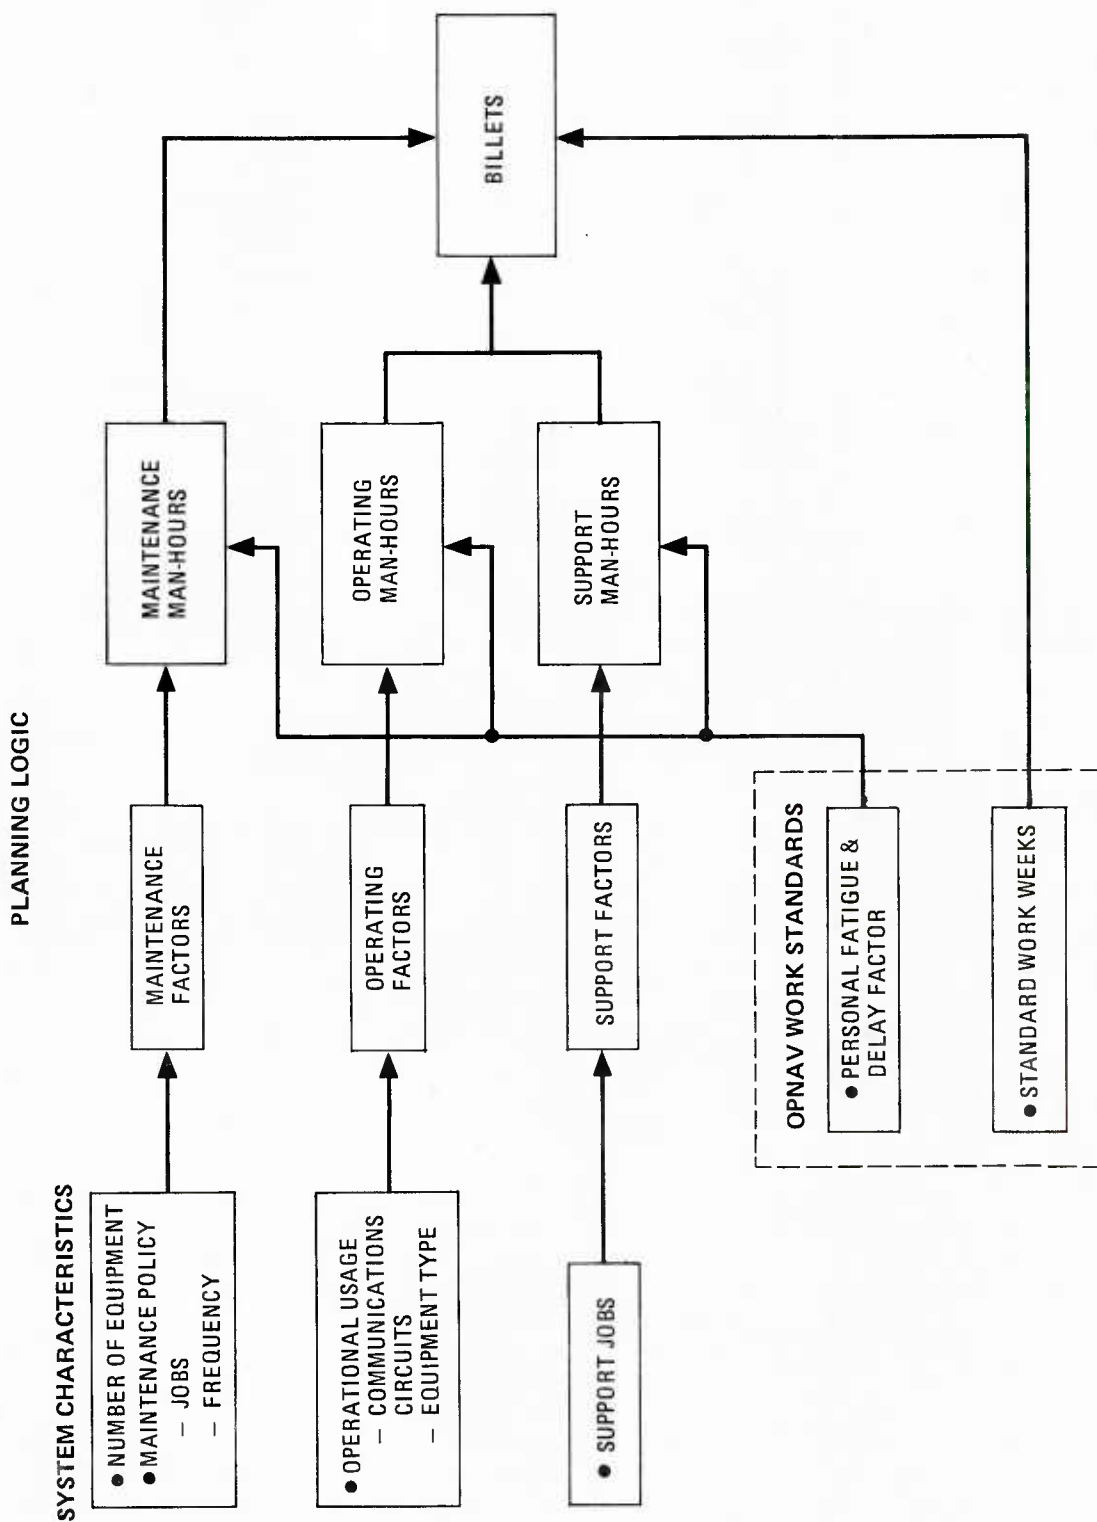 PLANNING LOGIC
SYSTEM CHARACTERISTICS
● NUMBER OF EQUIPMENT
● MAINTENANCE POLICY
– JOBS
– FREQUENCY
MAINTENANCE
FACTORS
MAINTENANCE
MAN-HOURS
● OPERATIONAL USAGE
– COMMUNICATIONS
CIRCUITS
– EQUIPMENT TYPE
OPERATING
FACTORS
OPERATING
MAN-HOURS
BILLETS
● SUPPORT JOBS
SUPPORT FACTORS
SUPPORT
MAN-HOURS
OPNAV WORK STANDARDS
● PERSONAL FATIGUE &
DELAY FACTOR
● STANDARD WORK WEEKS